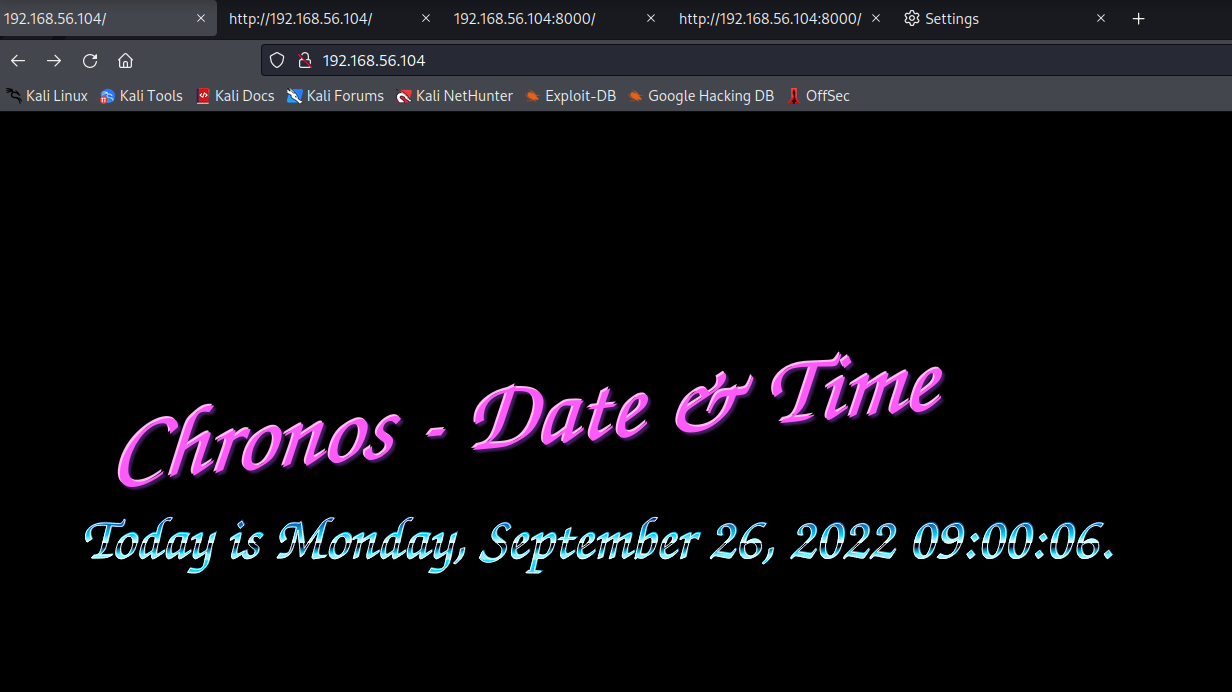 192.168.56.104/
http://192.168.56.104/
192.168.56.104:8000/
http://192.168.56.104:8000/
Settings
192.168.56.104
Kali Linux
Kali Tools
Kali Docs
Kali Forums
Kali NetHunter
Exploit-DB
Google Hacking DB
OffSec
Chronos - Date & Time
Today is Monday, September 26, 2022 09:00:06.